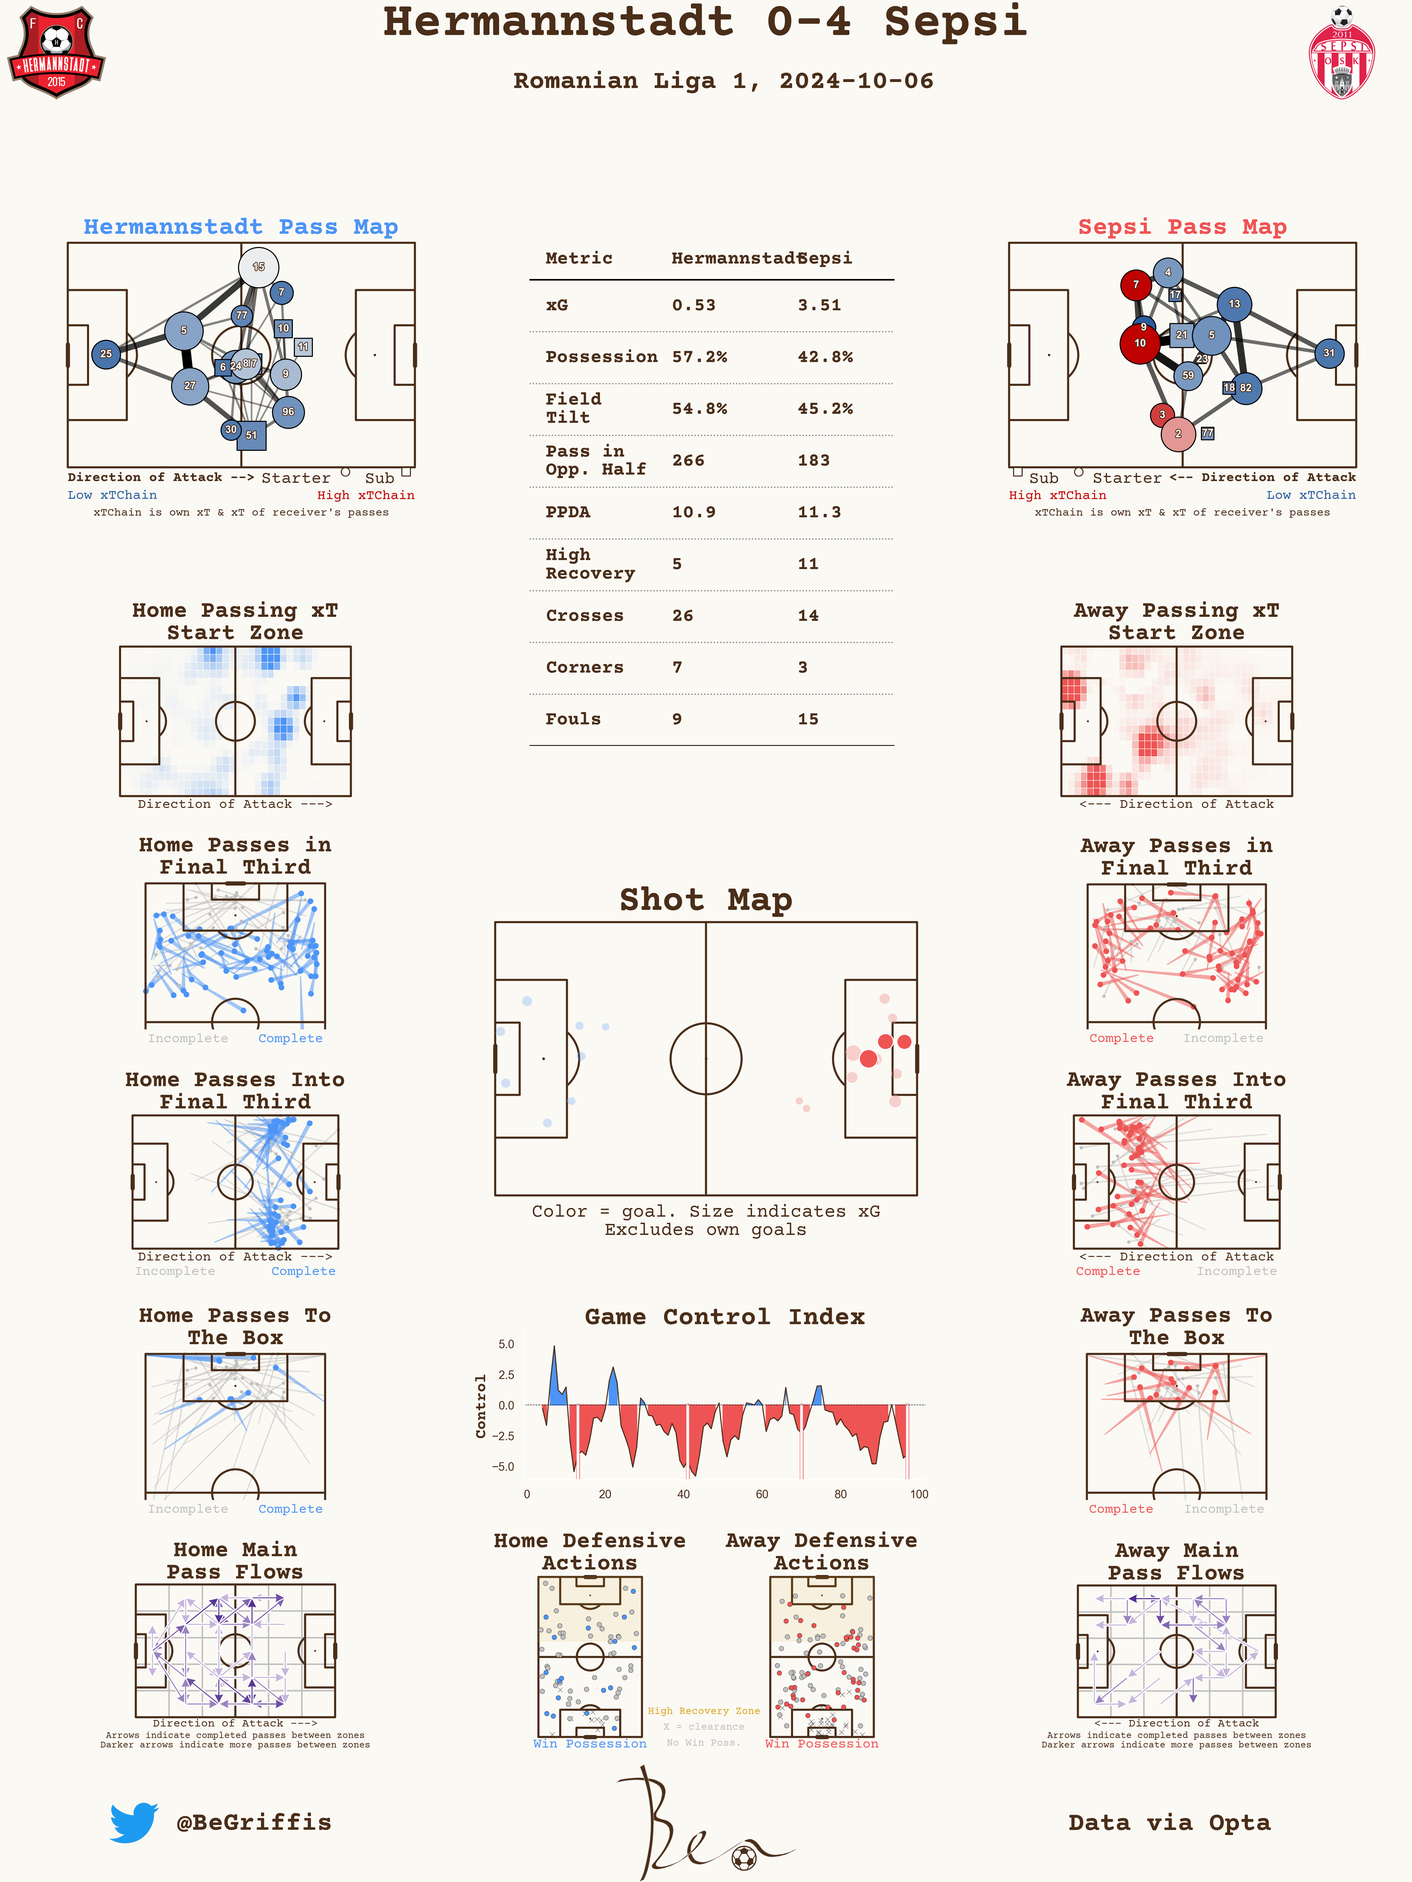 Hermannstadt 0-4 Sepsi
Romanian Liga 1, 2024-10-06
F C
H
HERMANNSTADT
2015
2011
SEPSI
O S K
Hermannstadt Pass Map
15
7
77
10
5
11
25
6
24
8
7
9
27
96
30
51
Direction of Attack --> Starter Sub
Low xTChain High xTChain
xTChain is own xT & xT of receiver's passes
Metric Hermannstadt Sepsi
xG 0.53 3.51
Possession 57.2% 42.8%
Field
Tilt 54.8% 45.2%
Pass in
Opp. Half 266 183
PPDA 10.9 11.3
High
Recovery 5 11
Crosses 26 14
Corners 7 3
Fouls 9 15
Sepsi Pass Map
4
7
17
13
9
21
5
10
23
31
59
18
82
3
2
77
Sub Starter <-- Direction of Attack
High xTChain Low xTChain
xTChain is own xT & xT of receiver's passes
Home Passing xT
Start Zone
Direction of Attack --->
Away Passing xT
Start Zone
<--- Direction of Attack
Home Passes in
Final Third
Incomplete Complete
Away Passes in
Final Third
Complete Incomplete
Shot Map
Color = goal. Size indicates xG
Excludes own goals
Home Passes Into
Final Third
Direction of Attack --->
Incomplete Complete
Away Passes Into
Final Third
<--- Direction of Attack
Complete Incomplete
Home Passes To
The Box
Incomplete Complete
Game Control Index
Control
5.0
2.5
0.0
−2.5
−5.0
0 20 40 60 80 100
Away Passes To
The Box
Complete Incomplete
Home Main
Pass Flows
Direction of Attack --->
Arrows indicate completed passes between zones
Darker arrows indicate more passes between zones
Home Defensive
Actions
Win Possession
Away Defensive
Actions
Win Possession
High Recovery Zone
X = clearance
No Win Poss.
Away Main
Pass Flows
<--- Direction of Attack
Arrows indicate completed passes between zones
Darker arrows indicate more passes between zones
@BeGriffis
Ben
Data via Opta